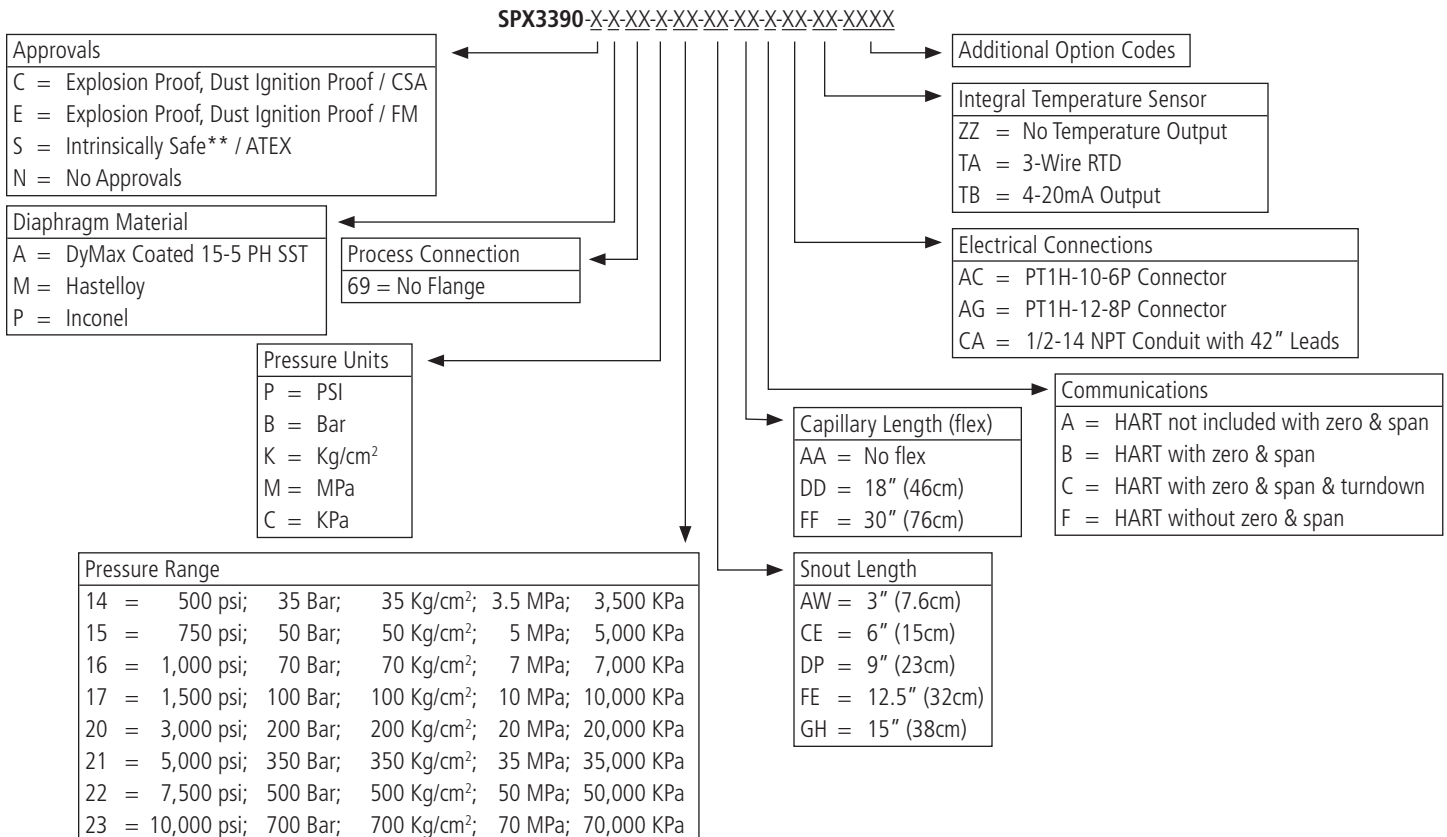 SPX3390-X-X-XX-X-XX-XX-XX-X-XX-XX-XXXX
Approvals
C = Explosion Proof, Dust Ignition Proof / CSA
E = Explosion Proof, Dust Ignition Proof / FM
S = Intrinsically Safe** / ATEX
N = No Approvals
Diaphragm Material
A = DyMax Coated 15-5 PH SST
M = Hastelloy
P = Inconel
Process Connection
69 = No Flange
Pressure Units
P = PSI
B = Bar
K = Kg/cm²
M = MPa
C = KPa
Pressure Range
14 = 500 psi; 35 Bar; 35 Kg/cm²; 3.5 MPa; 3,500 KPa
15 = 750 psi; 50 Bar; 50 Kg/cm²; 5 MPa; 5,000 KPa
16 = 1,000 psi; 70 Bar; 70 Kg/cm²; 7 MPa; 7,000 KPa
17 = 1,500 psi; 100 Bar; 100 Kg/cm²; 10 MPa; 10,000 KPa
20 = 3,000 psi; 200 Bar; 200 Kg/cm²; 20 MPa; 20,000 KPa
21 = 5,000 psi; 350 Bar; 350 Kg/cm²; 35 MPa; 35,000 KPa
22 = 7,500 psi; 500 Bar; 500 Kg/cm²; 50 MPa; 50,000 KPa
23 = 10,000 psi; 700 Bar; 700 Kg/cm²; 70 MPa; 70,000 KPa
Additional Option Codes
Integral Temperature Sensor
ZZ = No Temperature Output
TA = 3-Wire RTD
TB = 4-20mA Output
Electrical Connections
AC = PT1H-10-6P Connector
AG = PT1H-12-8P Connector
CA = 1/2-14 NPT Conduit with 42" Leads
Communications
A = HART not included with zero & span
B = HART with zero & span
C = HART with zero & span & turndown
F = HART without zero & span
Capillary Length (flex)
AA = No flex
DD = 18" (46cm)
FF = 30" (76cm)
Snout Length
AW = 3" (7.6cm)
CE = 6" (15cm)
DP = 9" (23cm)
FE = 12.5" (32cm)
GH = 15" (38cm)